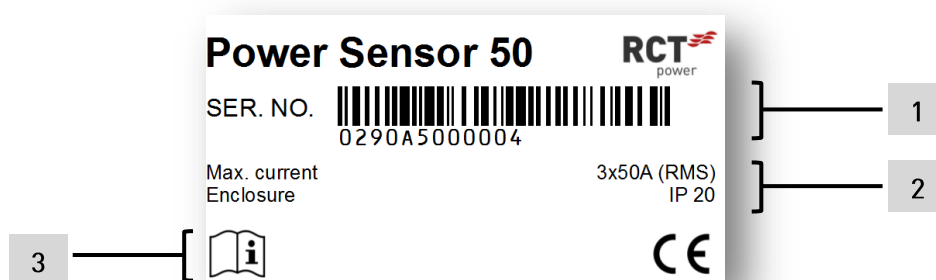 Power Sensor 50
RCT
power
SER. NO.
0290A5000004
1
Max. current 3x50A (RMS)
Enclosure IP 20
2
3
i
CE